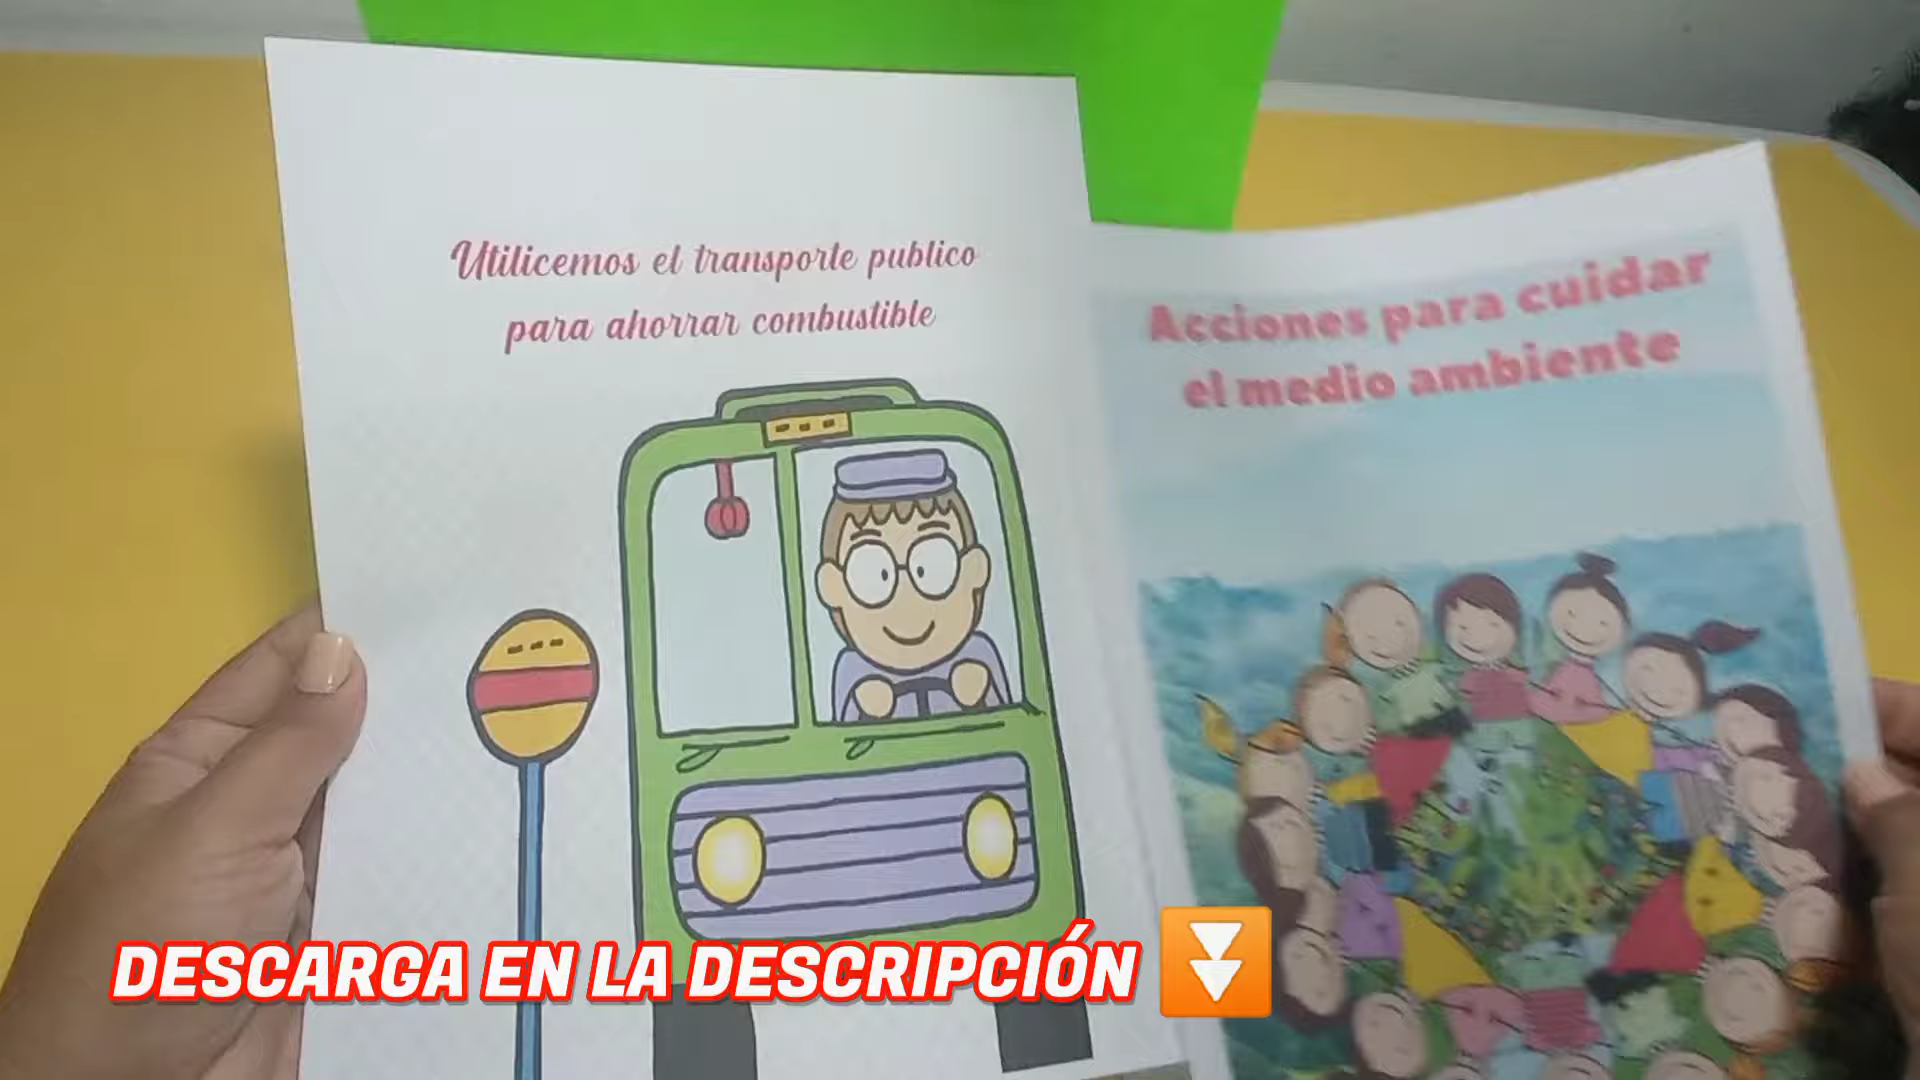 Utilicemos el transporte publico
para ahorrar combustible
Acciones para cuidar
el medio ambiente
DESCARGA EN LA DESCRIPCIÓN